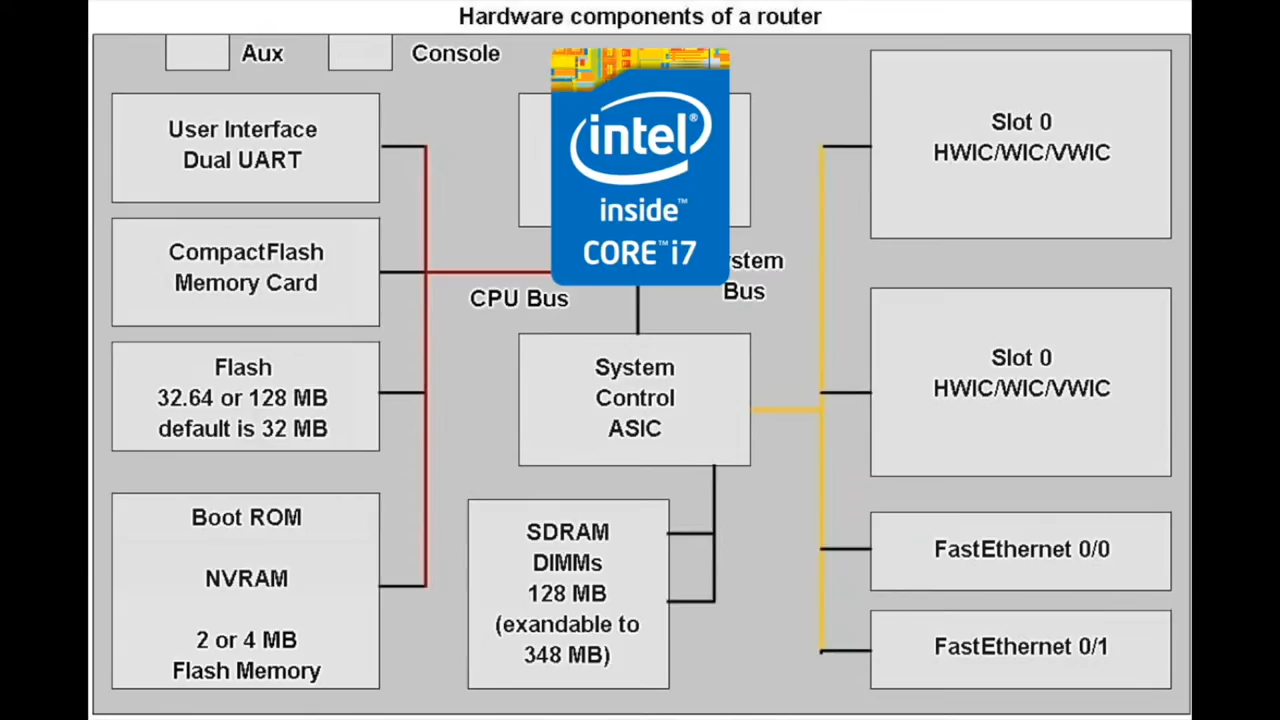 Hardware components of a router
Aux
Console
User Interface
Dual UART
CompactFlash
Memory Card
Flash
32.64 or 128 MB
default is 32 MB
Boot ROM
NVRAM
2 or 4 MB
Flash Memory
intel®
inside™
CORE™ i7
CPU Bus
stem
Bus
System
Control
ASIC
SDRAM
DIMMs
128 MB
(exandable to
348 MB)
Slot 0
HWIC/WIC/VWIC
Slot 0
HWIC/WIC/VWIC
FastEthernet 0/0
FastEthernet 0/1